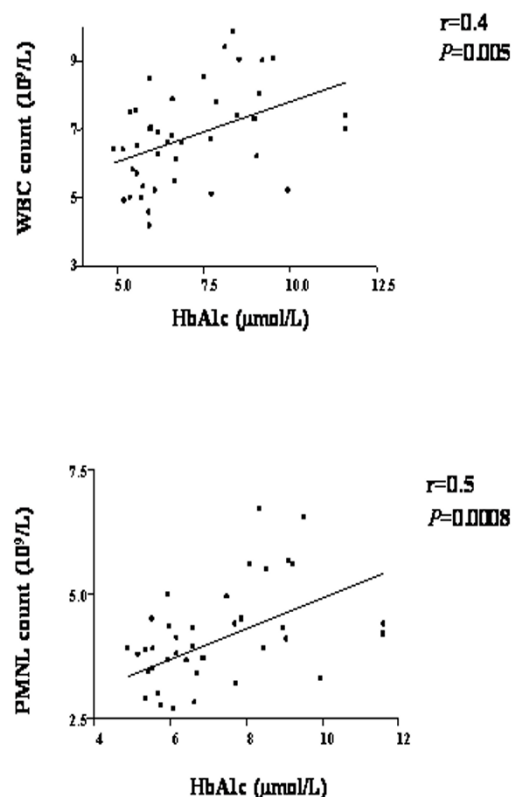 r=0.4
P=0.005
WBC count (10⁹/L)
9
7
5
3
5.0 7.5 10.0 12.5
HbA1c (μmol/L)
r=0.5
P=0.0008
PMNL count (10⁹/L)
7.5
5.0
2.5
4 6 8 10 12
HbA1c (μmol/L)